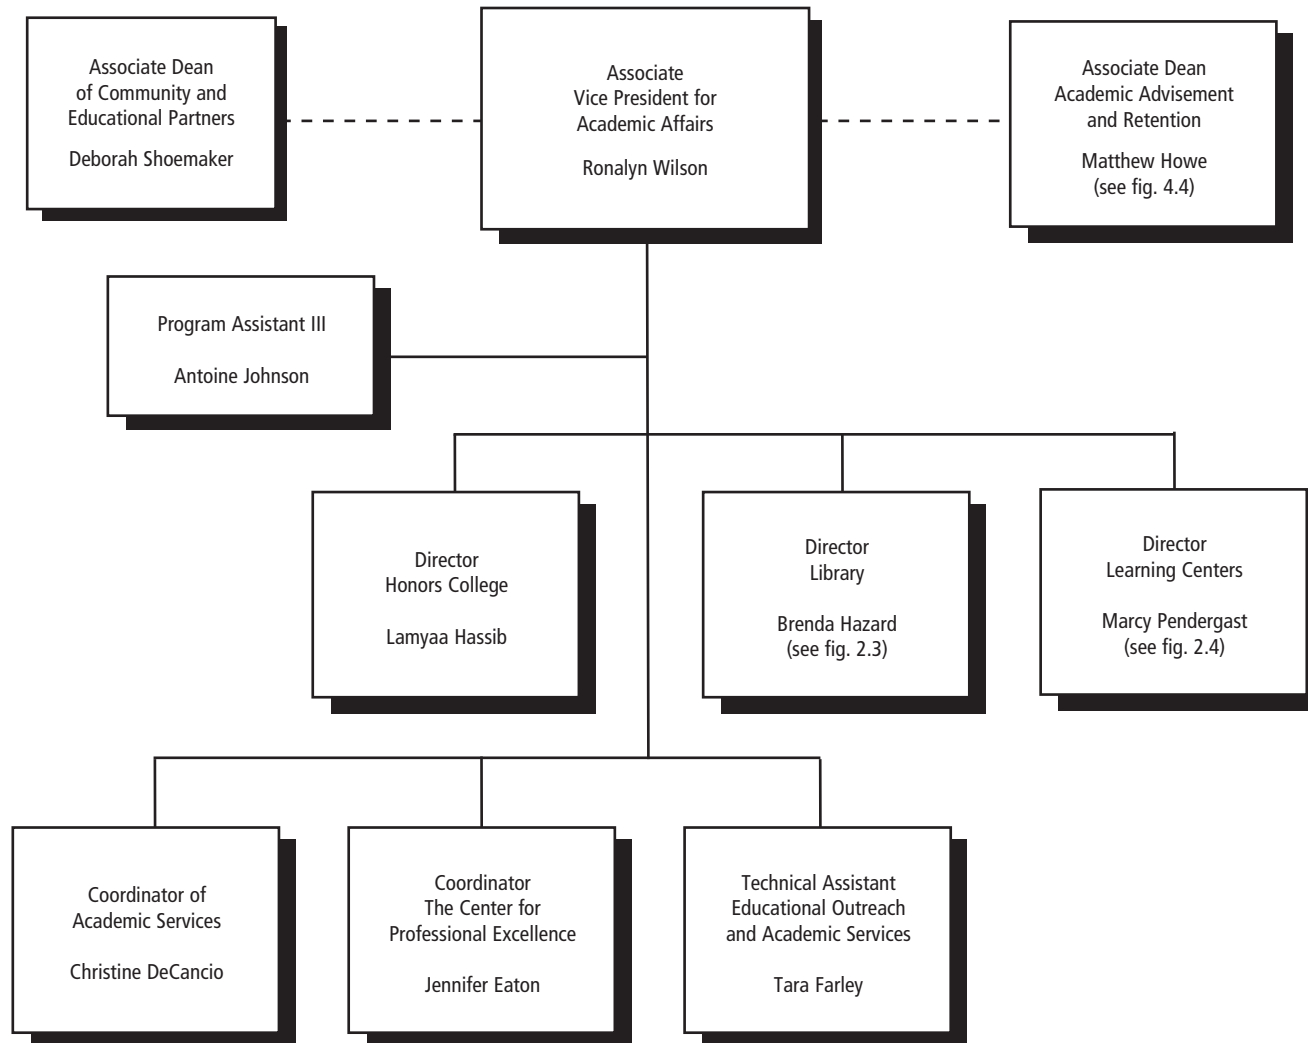 Associate Dean
of Community and
Educational Partners
Deborah Shoemaker
Associate
Vice President for
Academic Affairs
Ronalyn Wilson
Associate Dean
Academic Advisement
and Retention
Matthew Howe
(see fig. 4.4)
Program Assistant III
Antoine Johnson
Director
Honors College
Lamyaa Hassib
Director
Library
Brenda Hazard
(see fig. 2.3)
Director
Learning Centers
Marcy Pendergast
(see fig. 2.4)
Coordinator of
Academic Services
Christine DeCancio
Coordinator
The Center for
Professional Excellence
Jennifer Eaton
Technical Assistant
Educational Outreach
and Academic Services
Tara Farley